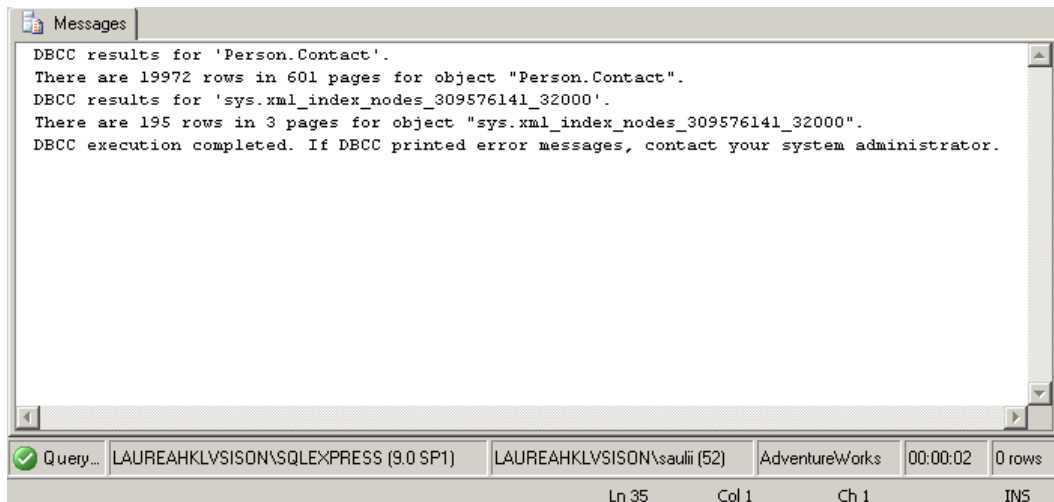 Messages
DBCC results for 'Person.Contact'.
There are 19972 rows in 601 pages for object "Person.Contact".
DBCC results for 'sys.xml_index_nodes_309576141_32000'.
There are 195 rows in 3 pages for object "sys.xml_index_nodes_309576141_32000".
DBCC execution completed. If DBCC printed error messages, contact your system administrator.
Query... LAUREAHKLVSISON\SQLEXPRESS (9.0 SP1) LAUREAHKLVSISON\saulii (52) AdventureWorks 00:00:02 0 rows
Ln 35 Col 1 Ch 1 INS